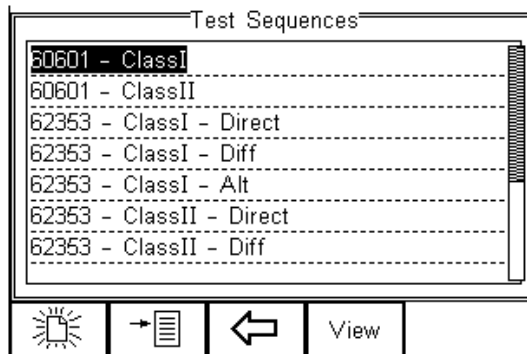 Test Sequences
60601 - ClassI
60601 - ClassII
62353 - ClassI - Direct
62353 - ClassI - Diff
62353 - ClassI - Alt
62353 - ClassII - Direct
62353 - ClassII - Diff
View